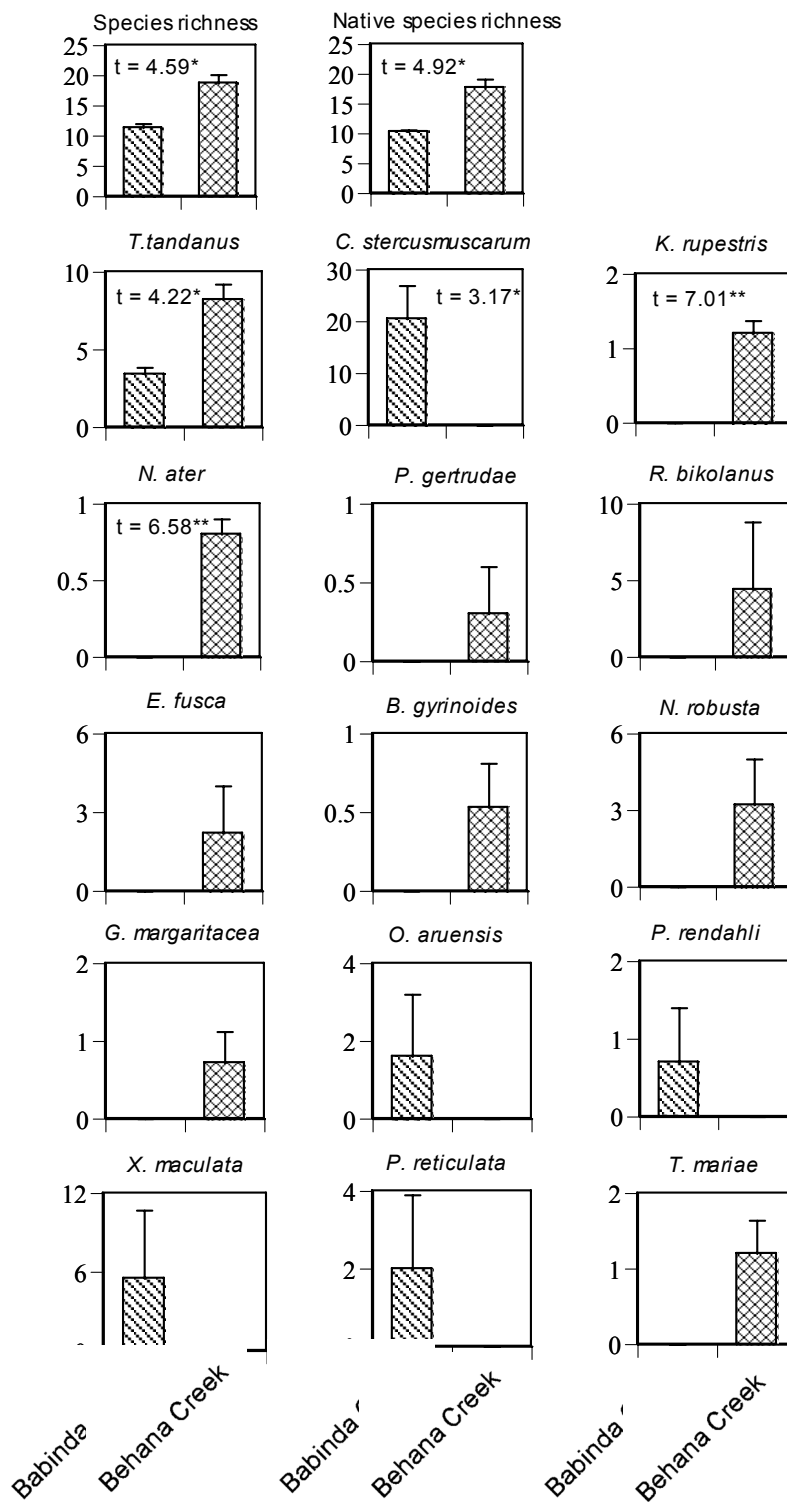 Species richness
Native species richness
25
20
15
10
5
0
t = 4.59*
25
20
15
10
5
0
t = 4.92*
T.tandanus
C. stercusmuscarum
K. rupestris
10
5
0
t = 4.22*
30
20
10
0
t = 3.17*
2
1
0
t = 7.01**
N. ater
P. gertrudae
R. bikolanus
1
0.5
0
t = 6.58**
1
0.5
0
10
5
0
E. fusca
B. gyrinoides
N. robusta
6
3
0
1
0.5
0
6
3
0
G. margaritacea
O. aruensis
P. rendahli
2
1
0
4
2
0
2
1
0
X. maculata
P. reticulata
T. mariae
12
6
4
2
2
1
0
Babinda
Behana Creek
Babinda
Behana Creek
Babinda
Behana Creek